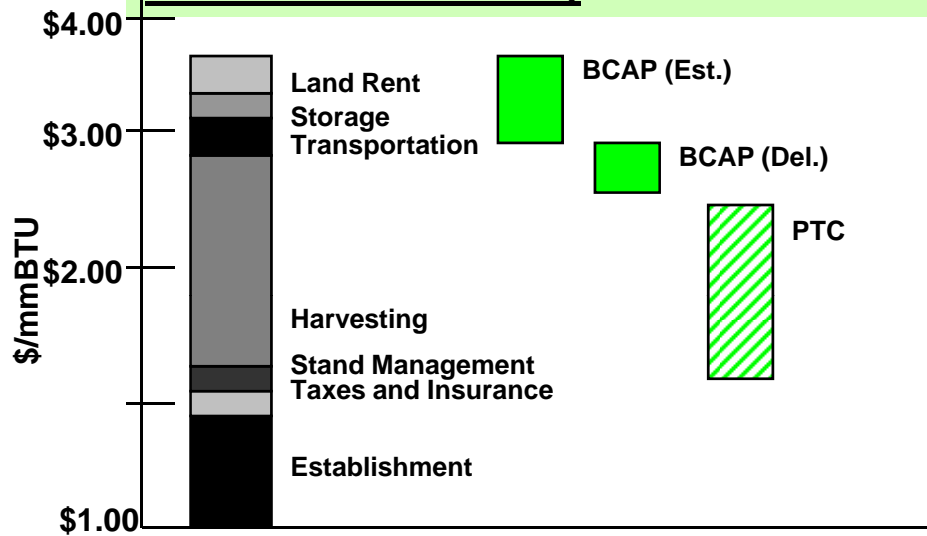 $4.00
Land Rent
BCAP (Est.)
Storage
$3.00
Transportation
BCAP (Del.)
PTC
$/mmBTU
$2.00
Harvesting
Stand Management
Taxes and Insurance
Establishment
$1.00